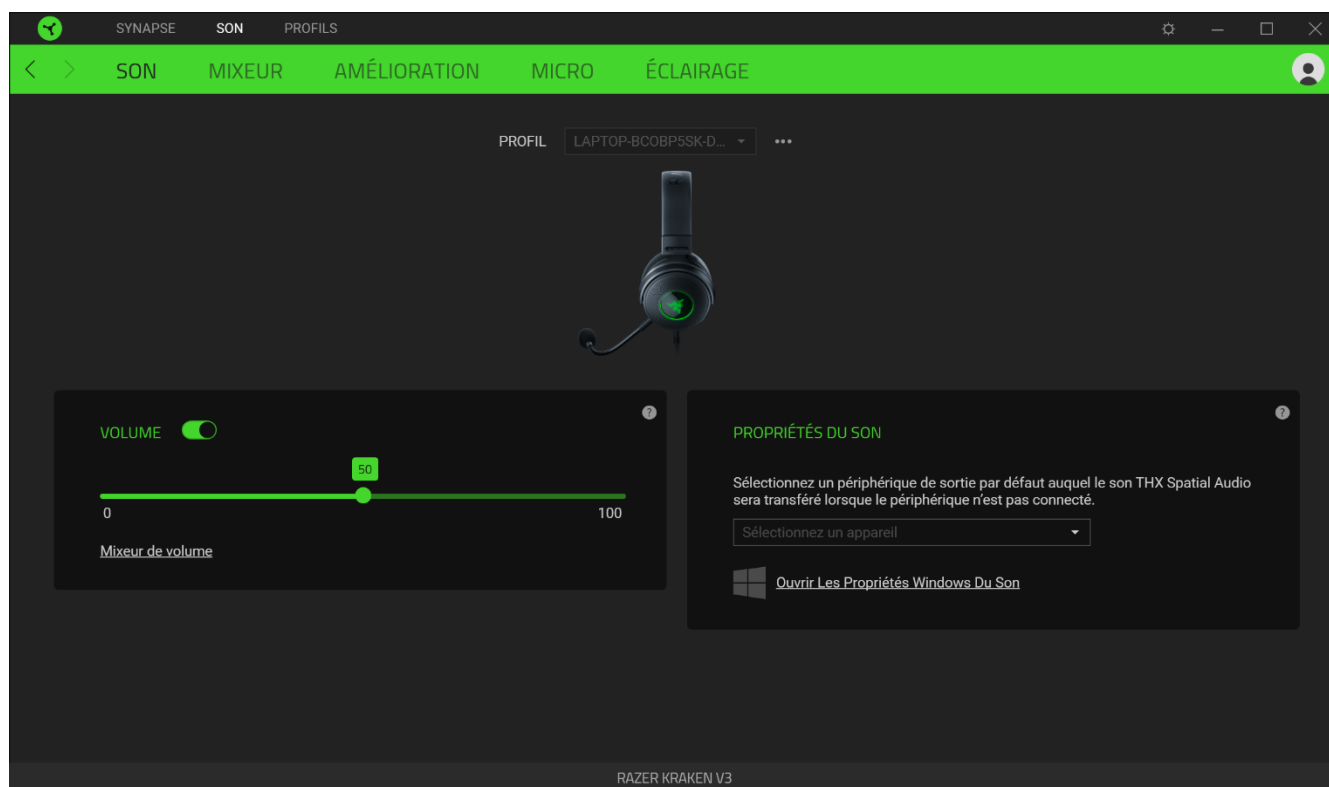 SYNAPSE SON PROFILS
SON MIXEUR AMÉLIORATION MICRO ÉCLAIRAGE
PROFIL LAPTOP-BCOBP5SK-D... •••
VOLUME
?
50
0 100
Mixeur de volume
?
PROPRIÉTÉS DU SON
Sélectionnez un périphérique de sortie par défaut auquel le son THX Spatial Audio
sera transféré lorsque le périphérique n'est pas connecté.
Sélectionnez un appareil
Ouvrir Les Propriétés Windows Du Son
RAZER KRAKEN V3